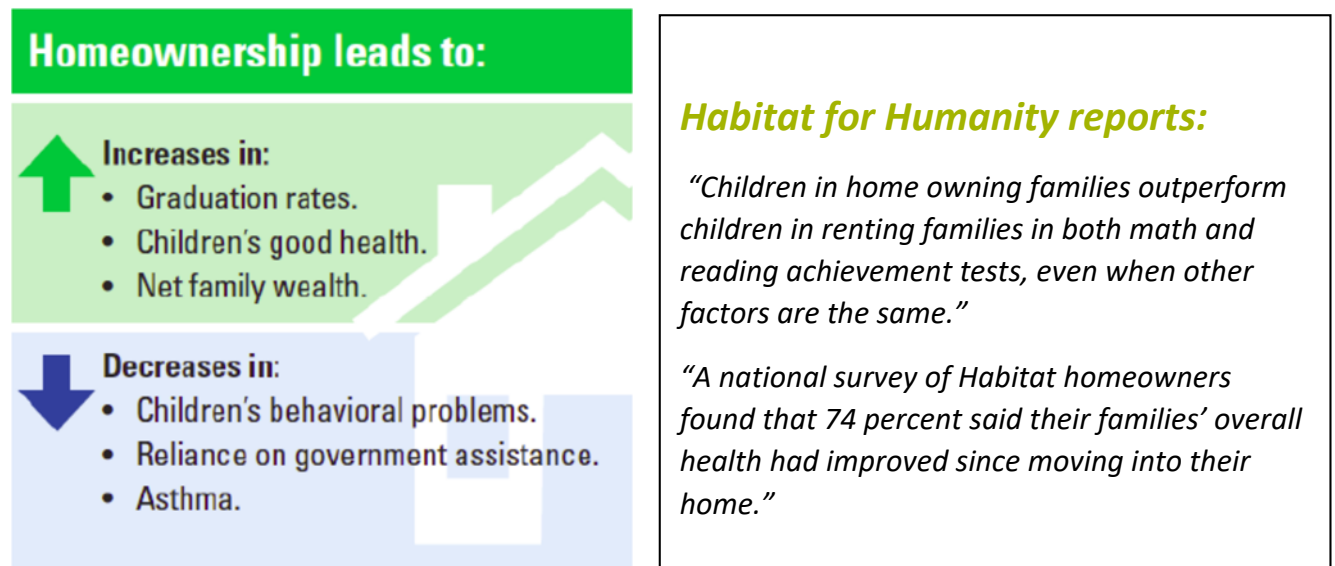 Homeownership leads to:
Increases in:
• Graduation rates.
• Children's good health.
• Net family wealth.
Decreases in:
• Children's behavioral problems.
• Reliance on government assistance.
• Asthma.
Habitat for Humanity reports:
“Children in home owning families outperform
children in renting families in both math and
reading achievement tests, even when other
factors are the same.”
“A national survey of Habitat homeowners
found that 74 percent said their families’ overall
health had improved since moving into their
home.”